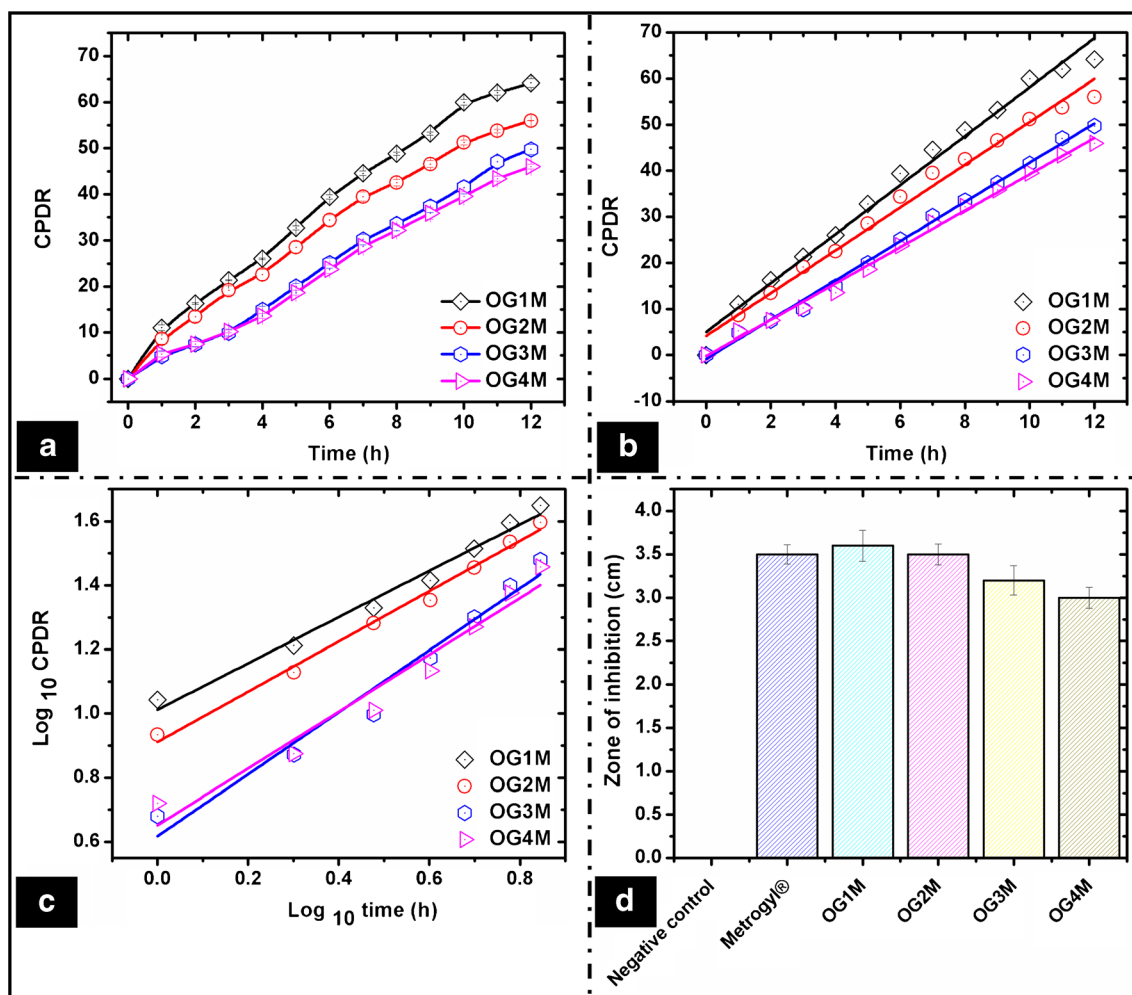 CPDR
70
60
50
40
30
20
10
0
0 2 4 6 8 10 12
Time (h)
OG1M
OG2M
OG3M
OG4M
a
CPDR
70
60
50
40
30
20
10
0
-10
0 2 4 6 8 10 12
Time (h)
OG1M
OG2M
OG3M
OG4M
b
Log 10 CPDR
1.6
1.4
1.2
1.0
0.8
0.6
0.0 0.2 0.4 0.6 0.8
Log 10 time (h)
OG1M
OG2M
OG3M
OG4M
c
Zone of inhibition (cm)
4.0
3.5
3.0
2.5
2.0
1.5
1.0
0.5
0.0
Negative control
Metrogyl®
OG1M
OG2M
OG3M
OG4M
d